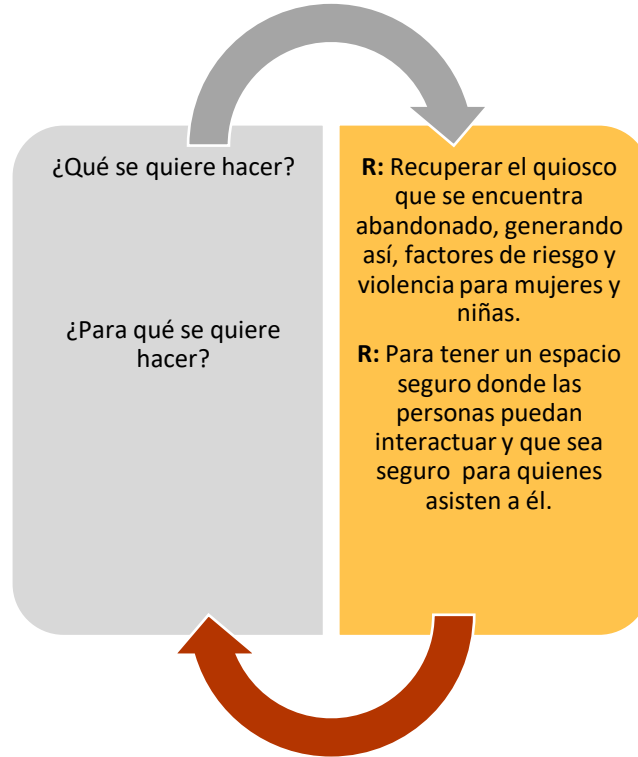 ¿Qué se quiere hacer?
¿Para qué se quiere
hacer?
R: Recuperar el quiosco
que se encuentra
abandonado, generando
así, factores de riesgo y
violencia para mujeres y
niñas.
R: Para tener un espacio
seguro donde las
personas puedan
interactuar y que sea
seguro para quienes
asisten a él.